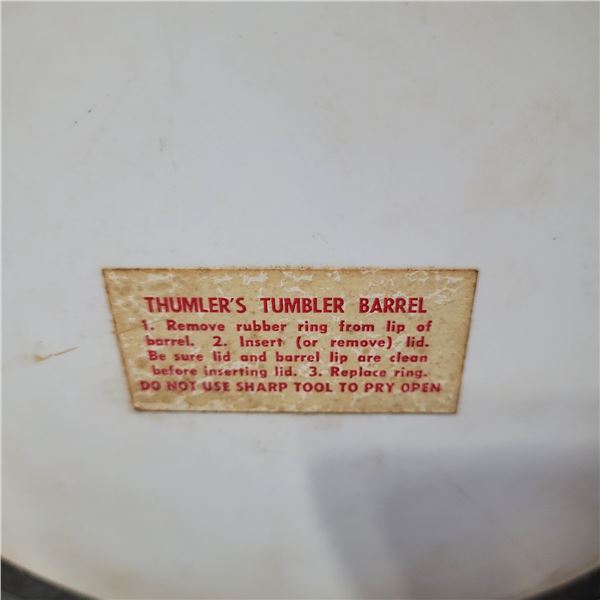 THUMLER'S TUMBLER BARREL
1. Remove rubber ring from lip of
barrel. 2. Insert (or remove) lid.
Be sure lid and barrel lip are clean
before inserting lid. 3. Replace ring.
DO NOT USE SHARP TOOL TO PRY OPEN